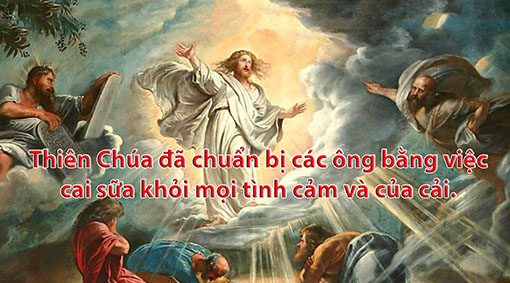 Thiên Chúa đã chuẩn bị các ông bằng việc
cai sữa khỏi mọi tình cảm và của cải.